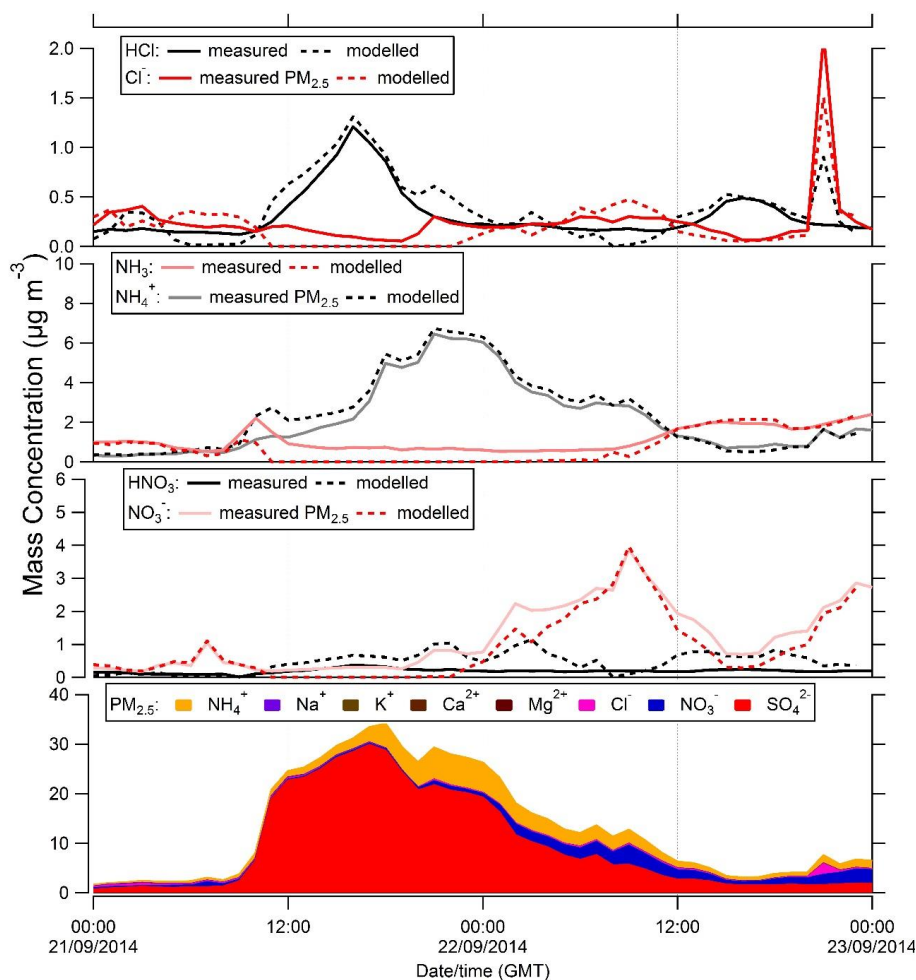 HCl: measured modelled
Cl⁻: measured PM₂.₅ modelled
2.0
1.5
1.0
0.5
0.0
NH₃: measured modelled
NH₄⁺: measured PM₂.₅ modelled
10
8
6
4
2
0
HNO₃: measured modelled
NO₃⁻: measured PM₂.₅ modelled
6
5
4
3
2
1
0
Mass Concentration (µg m⁻³)
PM₂.₅: NH₄⁺ Na⁺ K⁺ Ca²⁺ Mg²⁺ Cl⁻ NO₃⁻ SO₄²⁻
40
30
20
10
0
00:00 12:00 00:00 12:00 00:00
21/09/2014 22/09/2014 23/09/2014
Date/time (GMT)